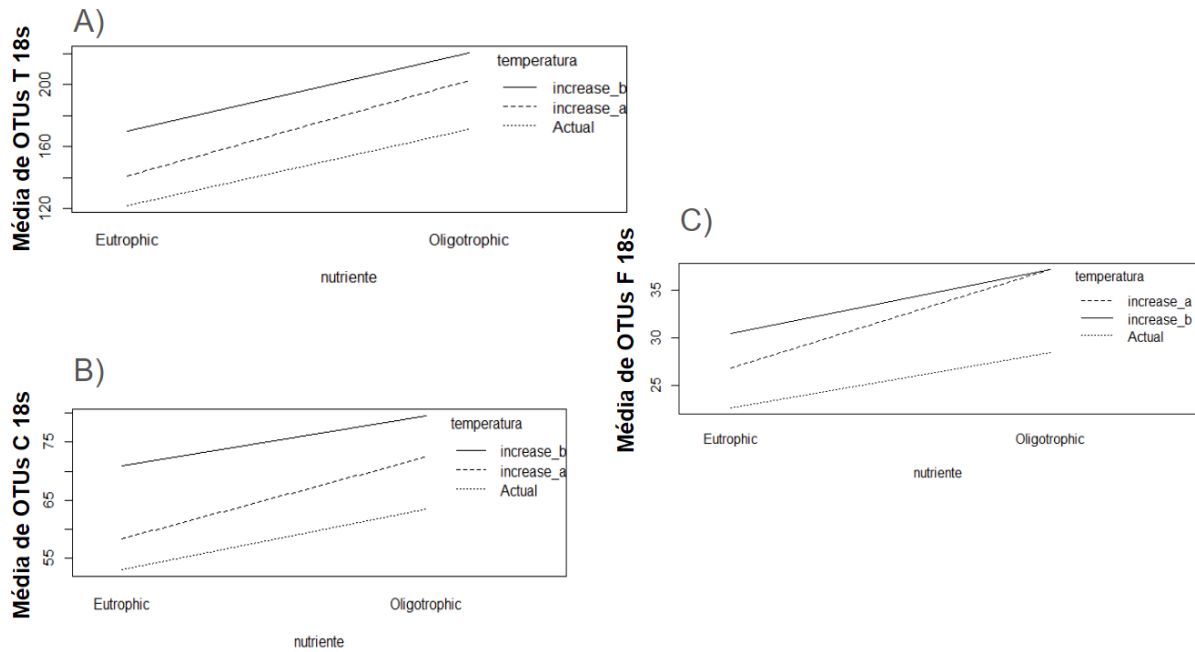 A)
Média de OTUs T 18s
200
160
120
temperatura
increase_b
increase_a
Actual
Eutrophic
Oligotrophic
nutriente
B)
Média de OTUs C 18s
75
65
55
temperatura
increase_b
increase_a
Actual
Eutrophic
Oligotrophic
nutriente
C)
Média de OTUs F 18s
35
30
25
temperatura
increase_a
increase_b
Actual
Eutrophic
Oligotrophic
nutriente